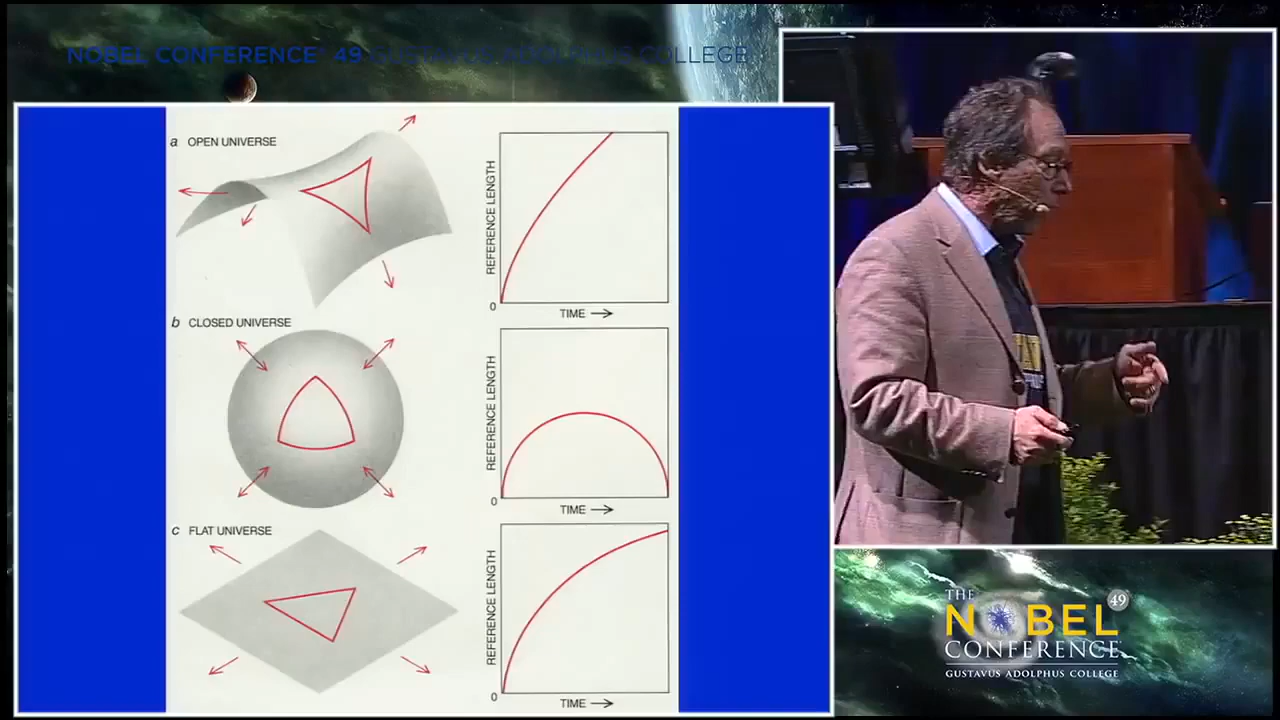 NOBEL CONFERENCE® 49 GUSTAVUS ADOLPHUS COLLEGE
a OPEN UNIVERSE
REFERENCE LENGTH
0
TIME →
b CLOSED UNIVERSE
REFERENCE LENGTH
0
TIME →
c FLAT UNIVERSE
REFERENCE LENGTH
0
TIME →
THE
49
NOBEL
CONFERENCE
GUSTAVUS ADOLPHUS COLLEGE